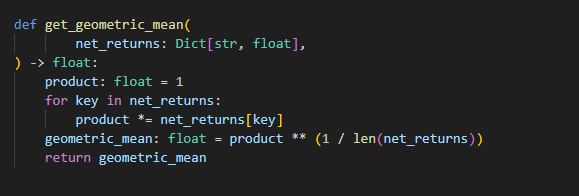 def get_geometric_mean(
        net_returns: Dict[str, float],
) -> float:
    product: float = 1
    for key in net_returns:
        product *= net_returns[key]
    geometric_mean: float = product ** (1 / len(net_returns))
    return geometric_mean